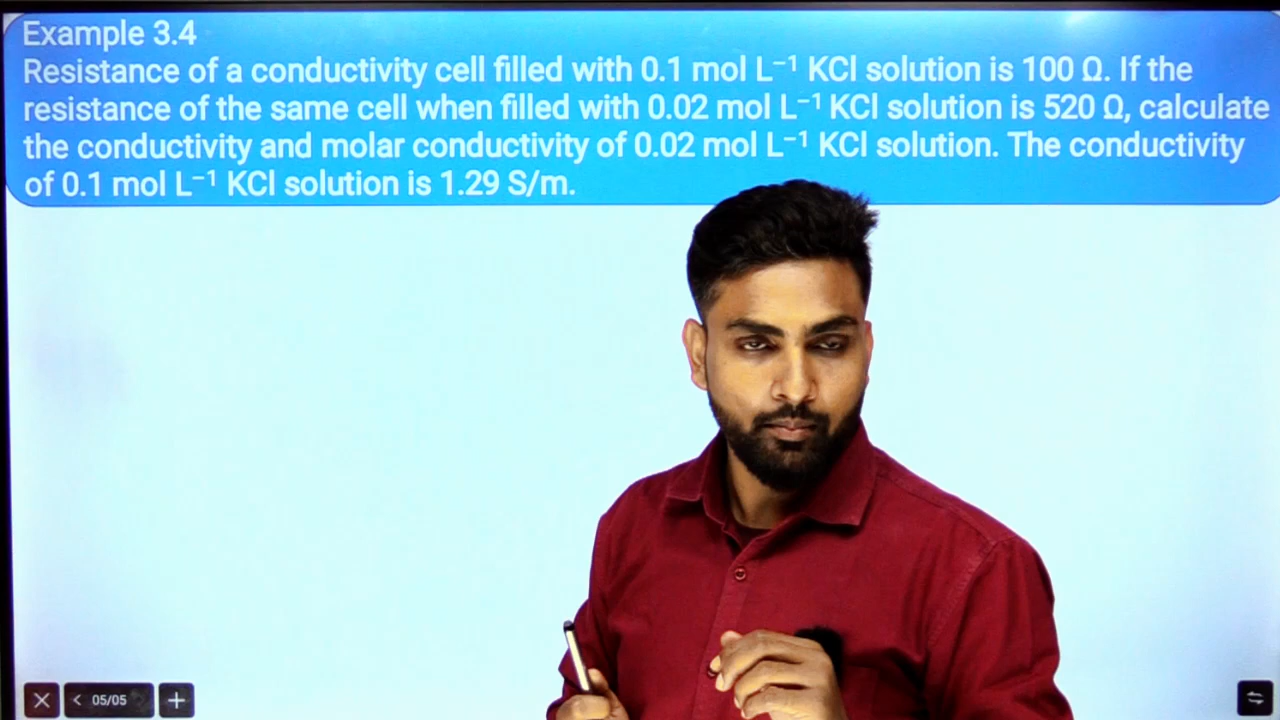 Example 3.4
Resistance of a conductivity cell filled with 0.1 mol L⁻¹ KCl solution is 100 Ω. If the
resistance of the same cell when filled with 0.02 mol L⁻¹ KCl solution is 520 Ω, calculate
the conductivity and molar conductivity of 0.02 mol L⁻¹ KCl solution. The conductivity
of 0.1 mol L⁻¹ KCl solution is 1.29 S/m.
05/05